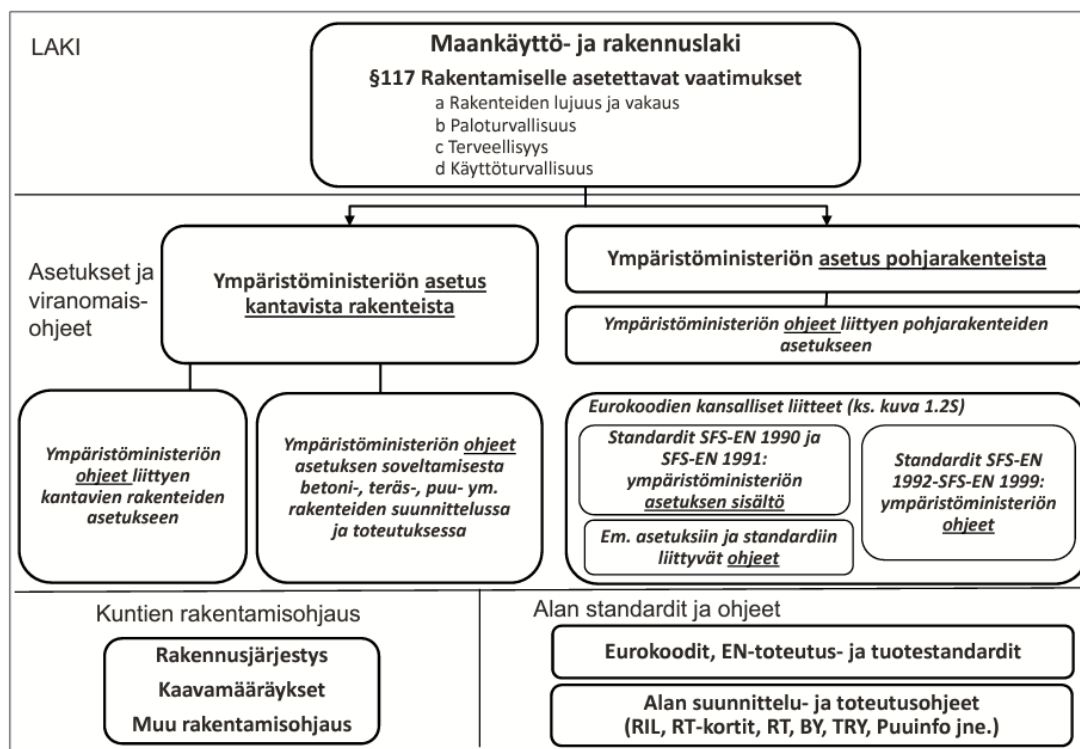 LAKI
Maankäyttö- ja rakennuslaki
§117 Rakentamiselle asetettavat vaatimukset
a Rakenteiden lujuus ja vakaus
b Paloturvallisuus
c Terveellisyys
d Käyttöturvallisuus
Asetukset ja
viranomais-
ohjeet
Ympäristöministeriön asetus
kantavista rakenteista
Ympäristöministeriön asetus pohjarakenteista
Ympäristöministeriön ohjeet liittyen pohjarakenteiden
asetukseen
Ympäristöministeriön
ohjeet liittyen
kantavien rakenteiden
asetukseen
Ympäristöministeriön ohjeet
asetuksen soveltamisesta
betoni-, teräs-, puu- ym.
rakenteiden suunnittelussa
ja toteutuksessa
Eurokoodien kansalliset liitteet (ks. kuva 1.2S)
Standardit SFS-EN 1990 ja
SFS-EN 1991:
ympäristöministeriön
asetuksen sisältö
Em. asetuksiin ja standardiin
liittyvät ohjeet
Standardit SFS-EN
1992-SFS-EN 1999:
ympäristöministeriön
ohjeet
Kuntien rakentamisohjaus
Rakennusjärjestys
Kaavamääräykset
Muu rakentamisohjaus
Alan standardit ja ohjeet
Eurokoodit, EN-toteutus- ja tuotestandardit
Alan suunnittelu- ja toteutusohjeet
(RIL, RT-kortit, RT, BY, TRY, Puuinfo jne.)